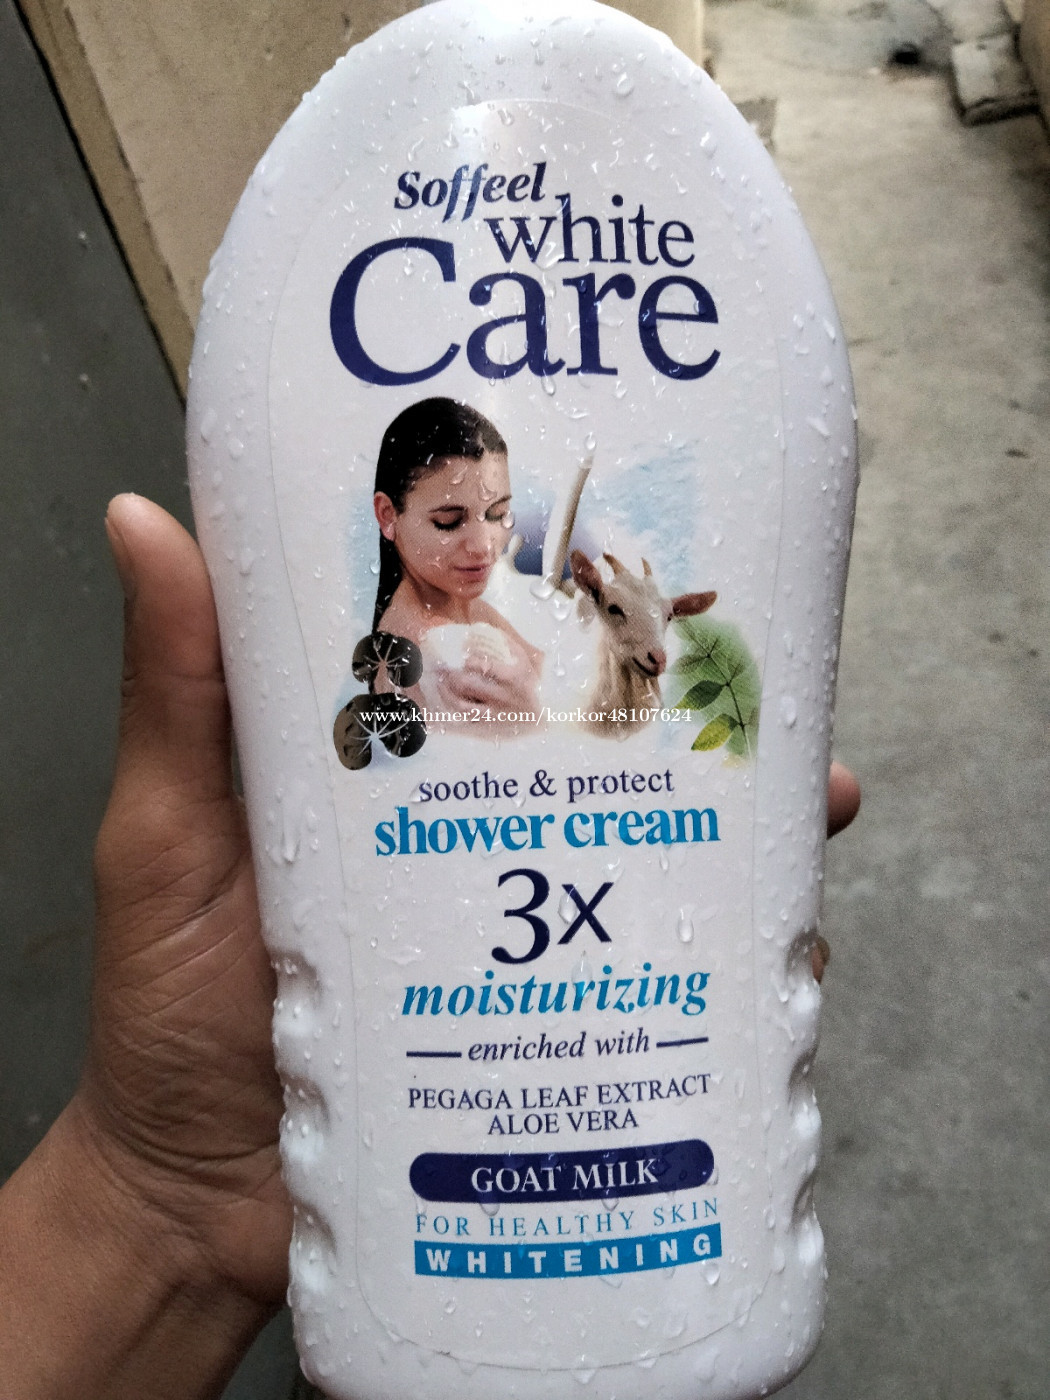 Soffeel
white
Care
www.khmer24.com/korkor48107624
soothe & protect
shower cream
3x
moisturizing
enriched with
PEGAGA LEAF EXTRACT
ALOE VERA
GOAT MILK
FOR HEALTHY SKIN
WHITENING